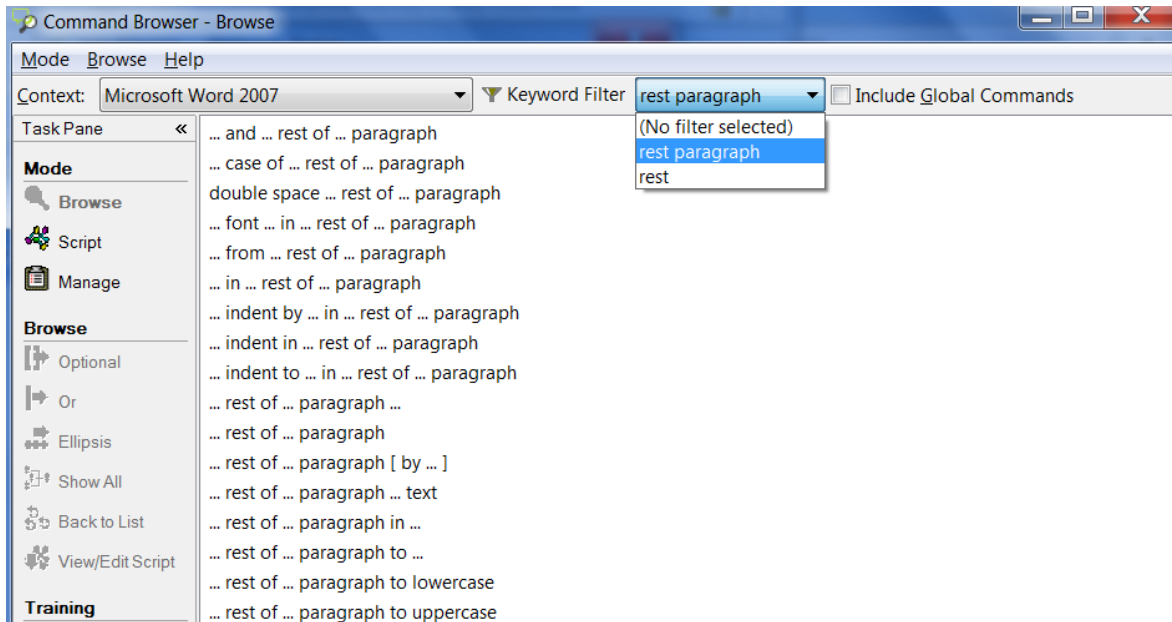 Command Browser - Browse
Mode Browse Help
Context: Microsoft Word 2007 Keyword Filter rest paragraph Include Global Commands
(No filter selected)
rest paragraph
rest
Task Pane «
Mode
Browse
Script
Manage
Browse
Optional
Or
Ellipsis
Show All
Back to List
View/Edit Script
Training
... and ... rest of ... paragraph
... case of ... rest of ... paragraph
double space ... rest of ... paragraph
... font ... in ... rest of ... paragraph
... from ... rest of ... paragraph
... in ... rest of ... paragraph
... indent by ... in ... rest of ... paragraph
... indent in ... rest of ... paragraph
... indent to ... in ... rest of ... paragraph
... rest of ... paragraph ...
... rest of ... paragraph
... rest of ... paragraph [ by ... ]
... rest of ... paragraph ... text
... rest of ... paragraph in ...
... rest of ... paragraph to ...
... rest of ... paragraph to lowercase
... rest of ... paragraph to uppercase